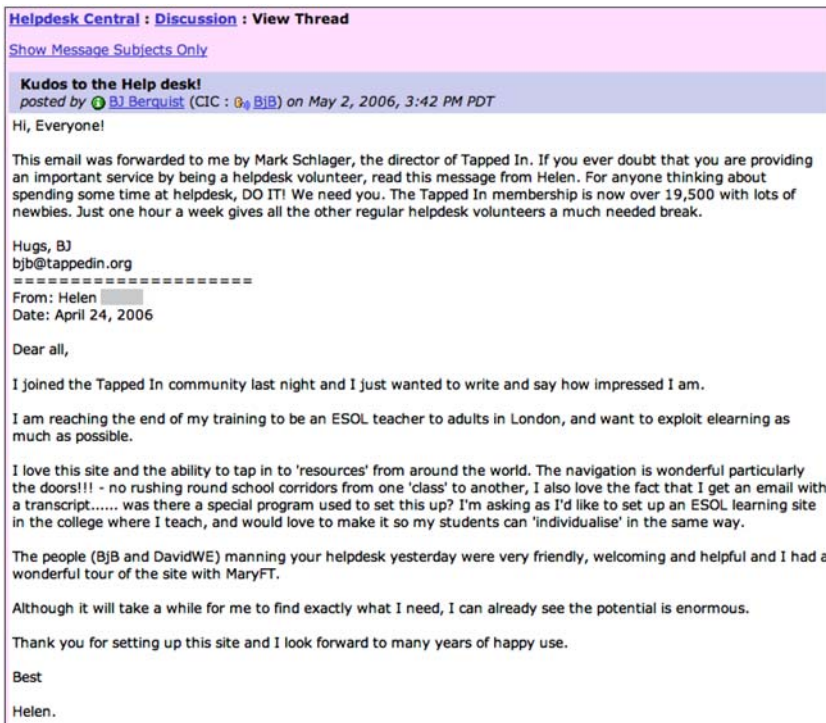 Helpdesk Central : Discussion : View Thread
Show Message Subjects Only
Kudos to the Help desk!
posted by BJ Berquist (CIC : BjB) on May 2, 2006, 3:42 PM PDT
Hi, Everyone!
This email was forwarded to me by Mark Schlager, the director of Tapped In. If you ever doubt that you are providing
an important service by being a helpdesk volunteer, read this message from Helen. For anyone thinking about
spending some time at helpdesk, DO IT! We need you. The Tapped In membership is now over 19,500 with lots of
newbies. Just one hour a week gives all the other regular helpdesk volunteers a much needed break.
Hugs, BJ
bjb@tappedin.org
=====================
From: Helen
Date: April 24, 2006
Dear all,
I joined the Tapped In community last night and I just wanted to write and say how impressed I am.
I am reaching the end of my training to be an ESOL teacher to adults in London, and want to exploit elearning as
much as possible.
I love this site and the ability to tap in to 'resources' from around the world. The navigation is wonderful particularly
the doors!!! - no rushing round school corridors from one 'class' to another, I also love the fact that I get an email with
a transcript...... was there a special program used to set this up? I'm asking as I'd like to set up an ESOL learning site
in the college where I teach, and would love to make it so my students can 'individualise' in the same way.
The people (BjB and DavidWE) manning your helpdesk yesterday were very friendly, welcoming and helpful and I had a
wonderful tour of the site with MaryFT.
Although it will take a while for me to find exactly what I need, I can already see the potential is enormous.
Thank you for setting up this site and I look forward to many years of happy use.
Best
Helen.